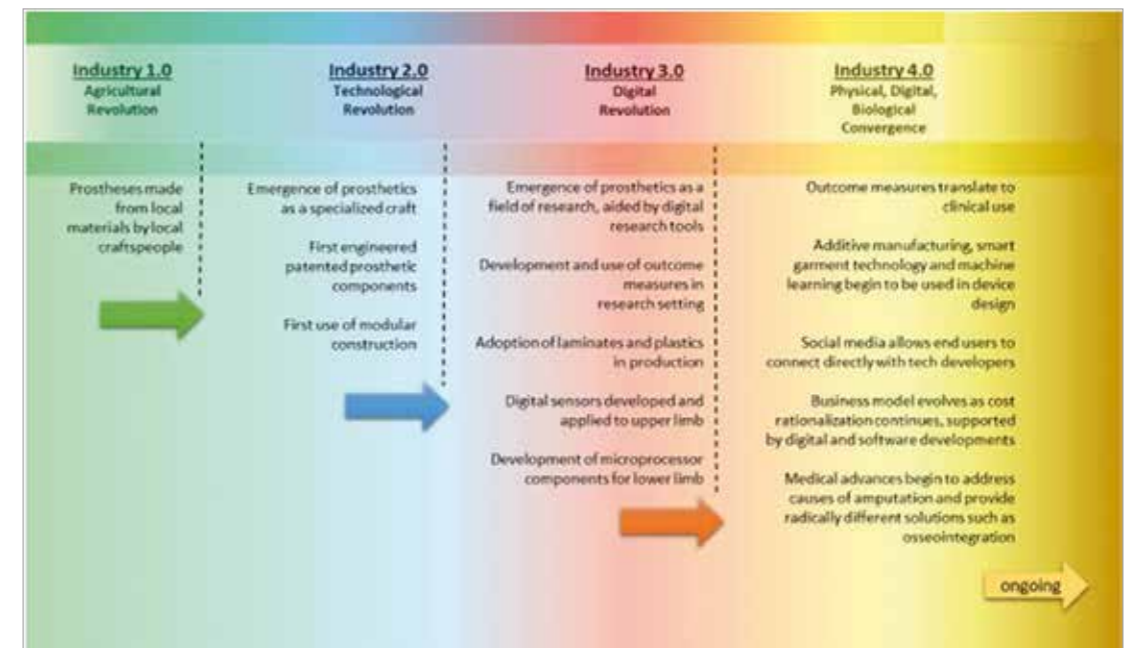 Industry 1.0
Agricultural
Revolution
Industry 2.0
Technological
Revolution
Industry 3.0
Digital
Revolution
Industry 4.0
Physical, Digital,
Biological
Convergence
Prostheses made
from local
materials by local
craftspeople
Emergence of prosthetics
as a specialized craft
First engineered
patented prosthetic
components
First use of modular
construction
Emergence of prosthetics as a
field of research, aided by digital
research tools
Development and use of outcome
measures in
research setting
Adoption of laminates and plastics
in production
Digital sensors developed and
applied to upper limb
Development of microprocessor
components for lower limb
Outcome measures translate to
clinical use
Additive manufacturing, smart
garment technology and machine
learning begin to be used in device
design
Social media allows end users to
connect directly with tech developers
Business model evolves as cost
rationalization continues, supported
by digital and software developments
Medical advances begin to address
causes of amputation and provide
radically different solutions such as
osseointegration
ongoing